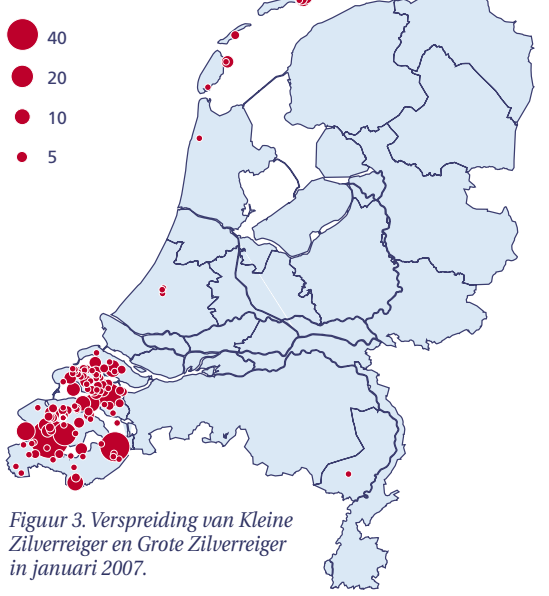 40
20
10
5
Figuur 3. Verspreiding van Kleine
Zilverreiger en Grote Zilverreiger
in januari 2007.